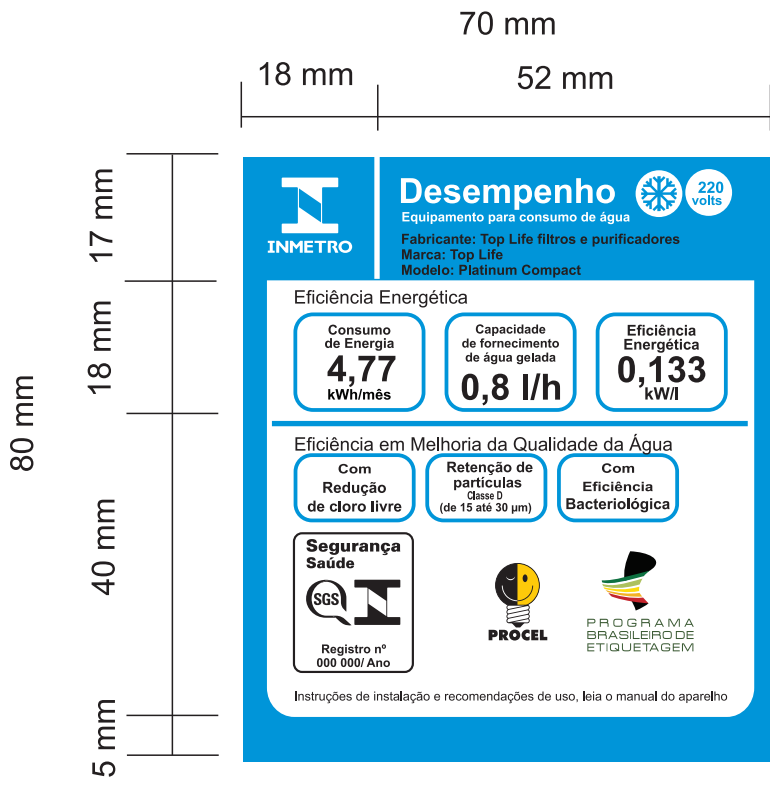 70 mm
18 mm
52 mm
80 mm
17 mm
18 mm
40 mm
5 mm
INMETRO
Desempenho
220
volts
Equipamento para consumo de água
Fabricante: Top Life filtros e purificadores
Marca: Top Life
Modelo: Platinum Compact
Eficiência Energética
Consumo
de Energia
4,77
kWh/mês
Capacidade
de fornecimento
de água gelada
0,8 l/h
Eficiência
Energética
0,133
kW/l
Eficiência em Melhoria da Qualidade da Água
Com
Redução
de cloro livre
Retenção de
partículas
Classe D
(de 15 até 30 µm)
Com
Eficiência
Bacteriológica
Segurança
Saúde
SGS
Registro nº
000 000/ Ano
PROCEL
PROGRAMA
BRASILEIRO DE
ETIQUETAGEM
Instruções de instalação e recomendações de uso, leia o manual do aparelho